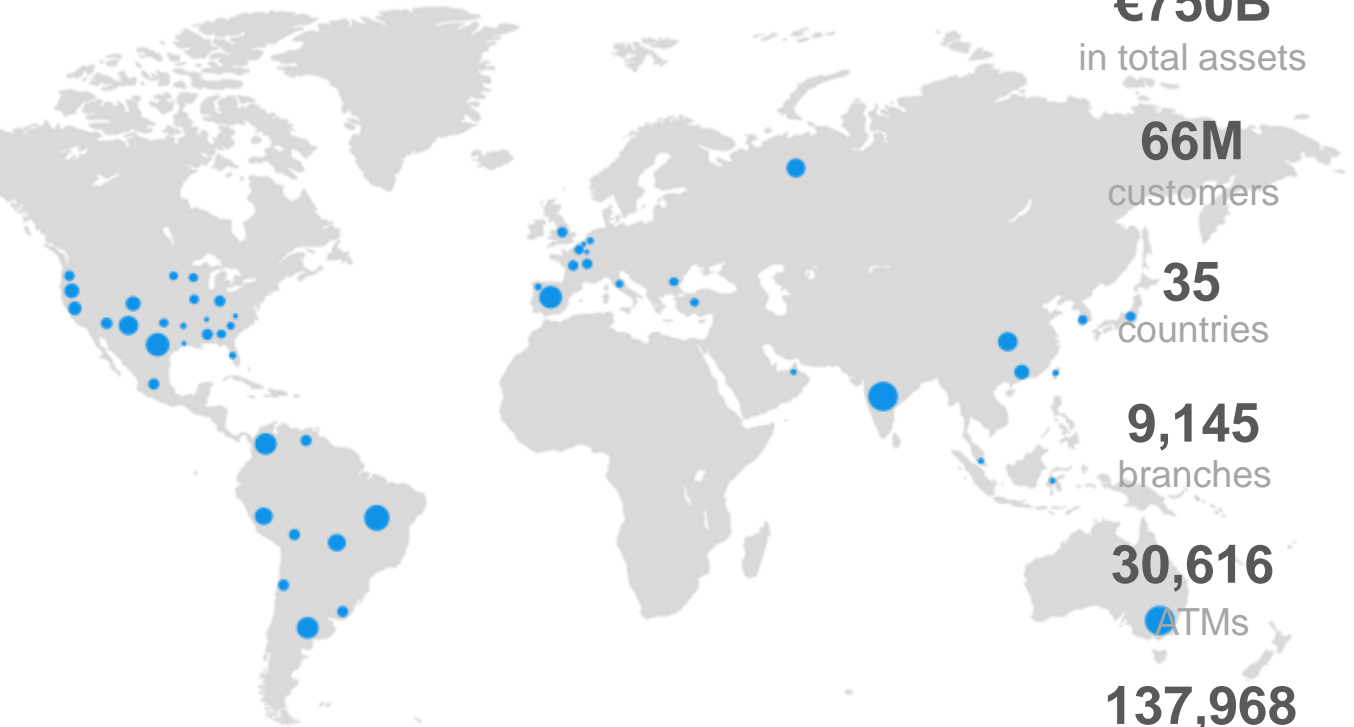 €750B
in total assets
66M
customers
35
countries
9,145
branches
30,616
ATMs
137,968